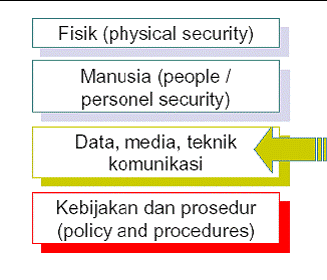 Fisik (physical security)
Manusia (people /
personel security)
Data, media, teknik
komunikasi
Kebijakan dan prosedur
(policy and procedures)